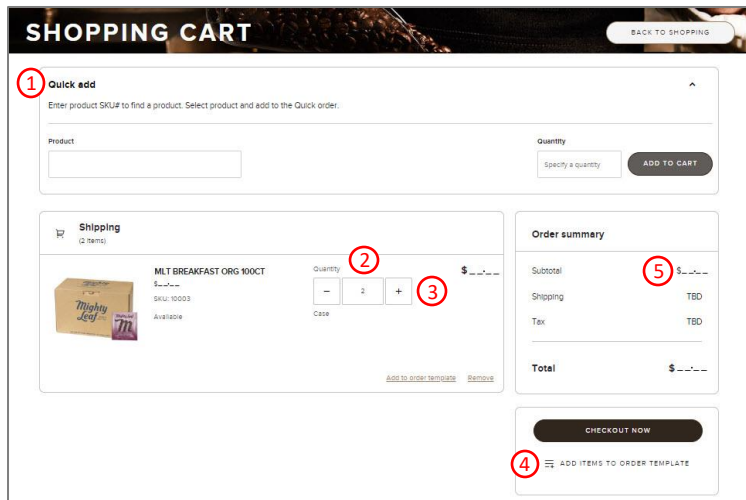 SHOPPING CART
BACK TO SHOPPING
1
Quick add
Enter product SKU# to find a product. Select product and add to the Quick order.
Product
Quantity
Specify a quantity
ADD TO CART
Shipping
(2 items)
MLT BREAKFAST ORG 100CT
$__.__
SKU: 10003
Available
Mighty
Leaf
m
Quantity
2
− 2 +
3
Case
$__.__
Add to order template
Remove
Order summary
Subtotal
5
$__.__
Shipping
TBD
Tax
TBD
Total
$__.__
CHECKOUT NOW
4
ADD ITEMS TO ORDER TEMPLATE